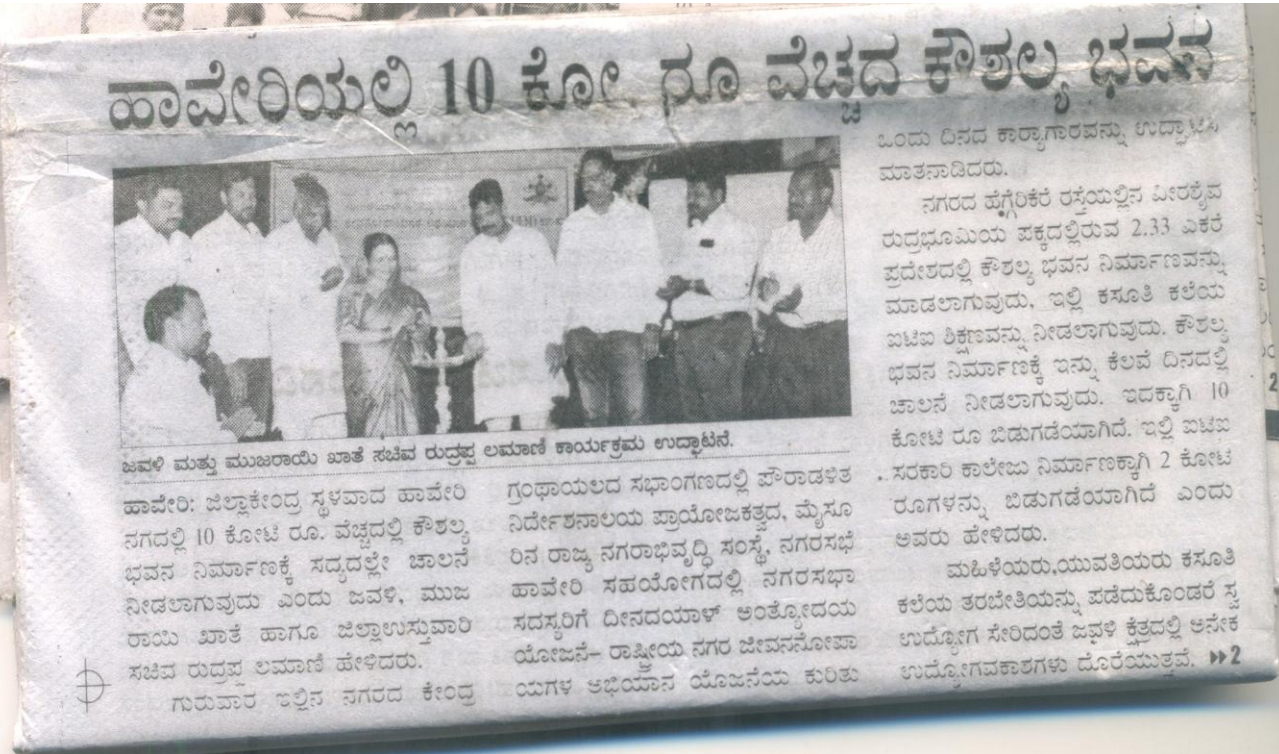 ಹಾವೇರಿಯಲ್ಲಿ 10 ಕೋ ರೂ ವೆಚ್ಚದ ಕೌಶಲ್ಯ ಭವನ
ಜವಳಿ ಮತ್ತು ಮುಜರಾಯಿ ಖಾತೆ ಸಚಿವ ರುದ್ರಪ್ಪ ಲಮಾಣಿ ಕಾರ್ಯಕ್ರಮ ಉದ್ಘಾಟನೆ.
ಹಾವೇರಿ: ಜಿಲ್ಲಾಕೇಂದ್ರ ಸ್ಥಳವಾದ ಹಾವೇರಿ
ನಗದಲ್ಲಿ 10 ಕೋಟಿ ರೂ. ವೆಚ್ಚದಲ್ಲಿ ಕೌಶಲ್ಯ
ಭವನ ನಿರ್ಮಾಣಕ್ಕೆ ಸದ್ಯದಲ್ಲೇ ಚಾಲನೆ
ನೀಡಲಾಗುವುದು ಎಂದು ಜವಳಿ, ಮುಜ
ರಾಯಿ ಖಾತೆ ಹಾಗೂ ಜಿಲ್ಲಾಉಸ್ತುವಾರಿ
ಸಚಿವ ರುದ್ರಪ್ಪ ಲಮಾಣಿ ಹೇಳಿದರು.
ಗುರುವಾರ ಇಲ್ಲಿನ ನಗರದ ಕೇಂದ್ರ
ಗ್ರಂಥಾಯಲದ ಸಭಾಂಗಣದಲ್ಲಿ ಪೌರಾಡಳಿತ
ನಿರ್ದೇಶನಾಲಯ ಪ್ರಾಯೋಜಕತ್ವದ, ಮೈಸೂ
ರಿನ ರಾಜ್ಯ ನಗರಾಭಿವೃದ್ಧಿ ಸಂಸ್ಥೆ, ನಗರಸಭೆ
ಹಾವೇರಿ ಸಹಯೋಗದಲ್ಲಿ ನಗರಸಭಾ
ಸದಸ್ಯರಿಗೆ ದೀನದಯಾಳ್ ಅಂತ್ಯೋದಯ
ಯೋಜನೆ– ರಾಷ್ಟ್ರೀಯ ನಗರ ಜೀವನನೋಪಾ
ಯಗಳ ಅಭಿಯಾನ ಯೊಜನೆಯ ಕುರಿತು
ಒಂದು ದಿನದ ಕಾರ್‍ಯಾಗಾರವನ್ನು ಉದ್ಘಾಟಿಸಿ
ಮಾತನಾಡಿದರು.
ನಗರದ ಹೆಗ್ಗೆರಿಕೆರೆ ರಸ್ತೆಯಲ್ಲಿನ ವೀರಶೈವ
ರುದ್ರಭೂಮಿಯ ಪಕ್ಕದಲ್ಲಿರುವ 2.33 ಎಕರೆ
ಪ್ರದೇಶದಲ್ಲಿ ಕೌಶಲ್ಯ ಭವನ ನಿರ್ಮಾಣವನ್ನು
ಮಾಡಲಾಗುವುದು. ಇಲ್ಲಿ ಕಸೂತಿ ಕಲೆಯ
ಐಟಿಐ ಶಿಕ್ಷಣವನ್ನು ನೀಡಲಾಗುವುದು. ಕೌಶಲ್ಯ
ಭವನ ನಿರ್ಮಾಣಕ್ಕೆ ಇನ್ನು ಕೆಲವೆ ದಿನದಲ್ಲಿ
ಚಾಲನೆ ನೀಡಲಾಗುವುದು. ಇದಕ್ಕಾಗಿ 10
ಕೋಟಿ ರೂ ಬಿಡುಗಡೆಯಾಗಿದೆ. ಇಲ್ಲಿ ಐಟಿಐ
ಸರಕಾರಿ ಕಾಲೇಜು ನಿರ್ಮಾಣಕ್ಕಾಗಿ 2 ಕೋಟಿ
ರೂಗಳನ್ನು ಬಿಡುಗಡೆಯಾಗಿದೆ ಎಂದು
ಅವರು ಹೇಳಿದರು.
ಮಹಿಳೆಯರು,ಯುವತಿಯರು ಕಸೂತಿ
ಕಲೆಯ ತರಬೇತಿಯನ್ನು ಪಡೆದುಕೊಂಡರೆ ಸ್ವ
ಉದ್ಯೋಗ ಸೇರಿದಂತೆ ಜವಳಿ ಕ್ಷೆತ್ರದಲ್ಲಿ ಅನೇಕ
ಉದ್ಯೋಗವಕಾಶಗಳು ದೊರೆಯುತ್ತವೆ. 2